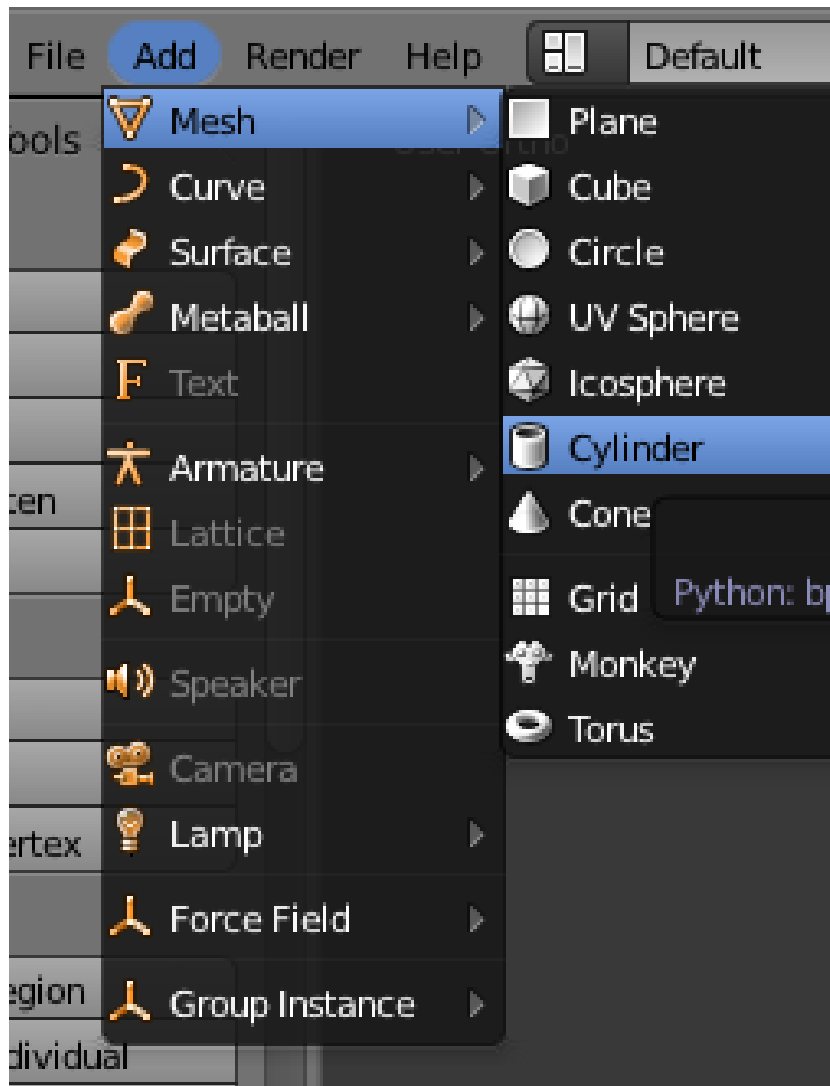 File Add Render Help Default
Mesh
Curve
Surface
Metaball
Text
Armature
Lattice
Empty
Speaker
Camera
Lamp
Force Field
Group Instance
Plane
Cube
Circle
UV Sphere
Icosphere
Cylinder
Cone
Grid
Monkey
Torus
Python: bp
ools
ten
ertex
egion
dividual